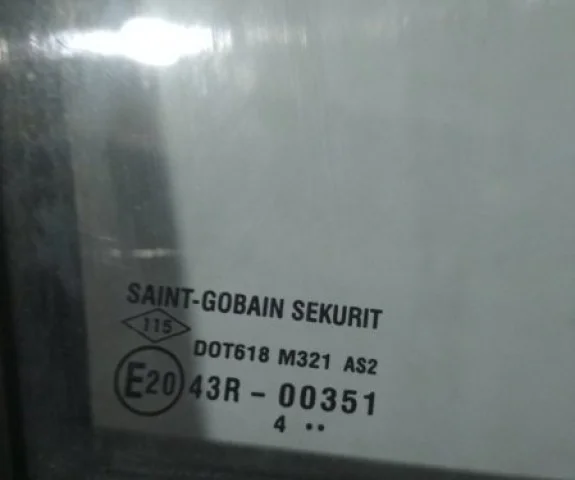 SAINT-GOBAIN SEKURIT
115
DOT618 M321 AS2
E20 43R - 00351
4 ••